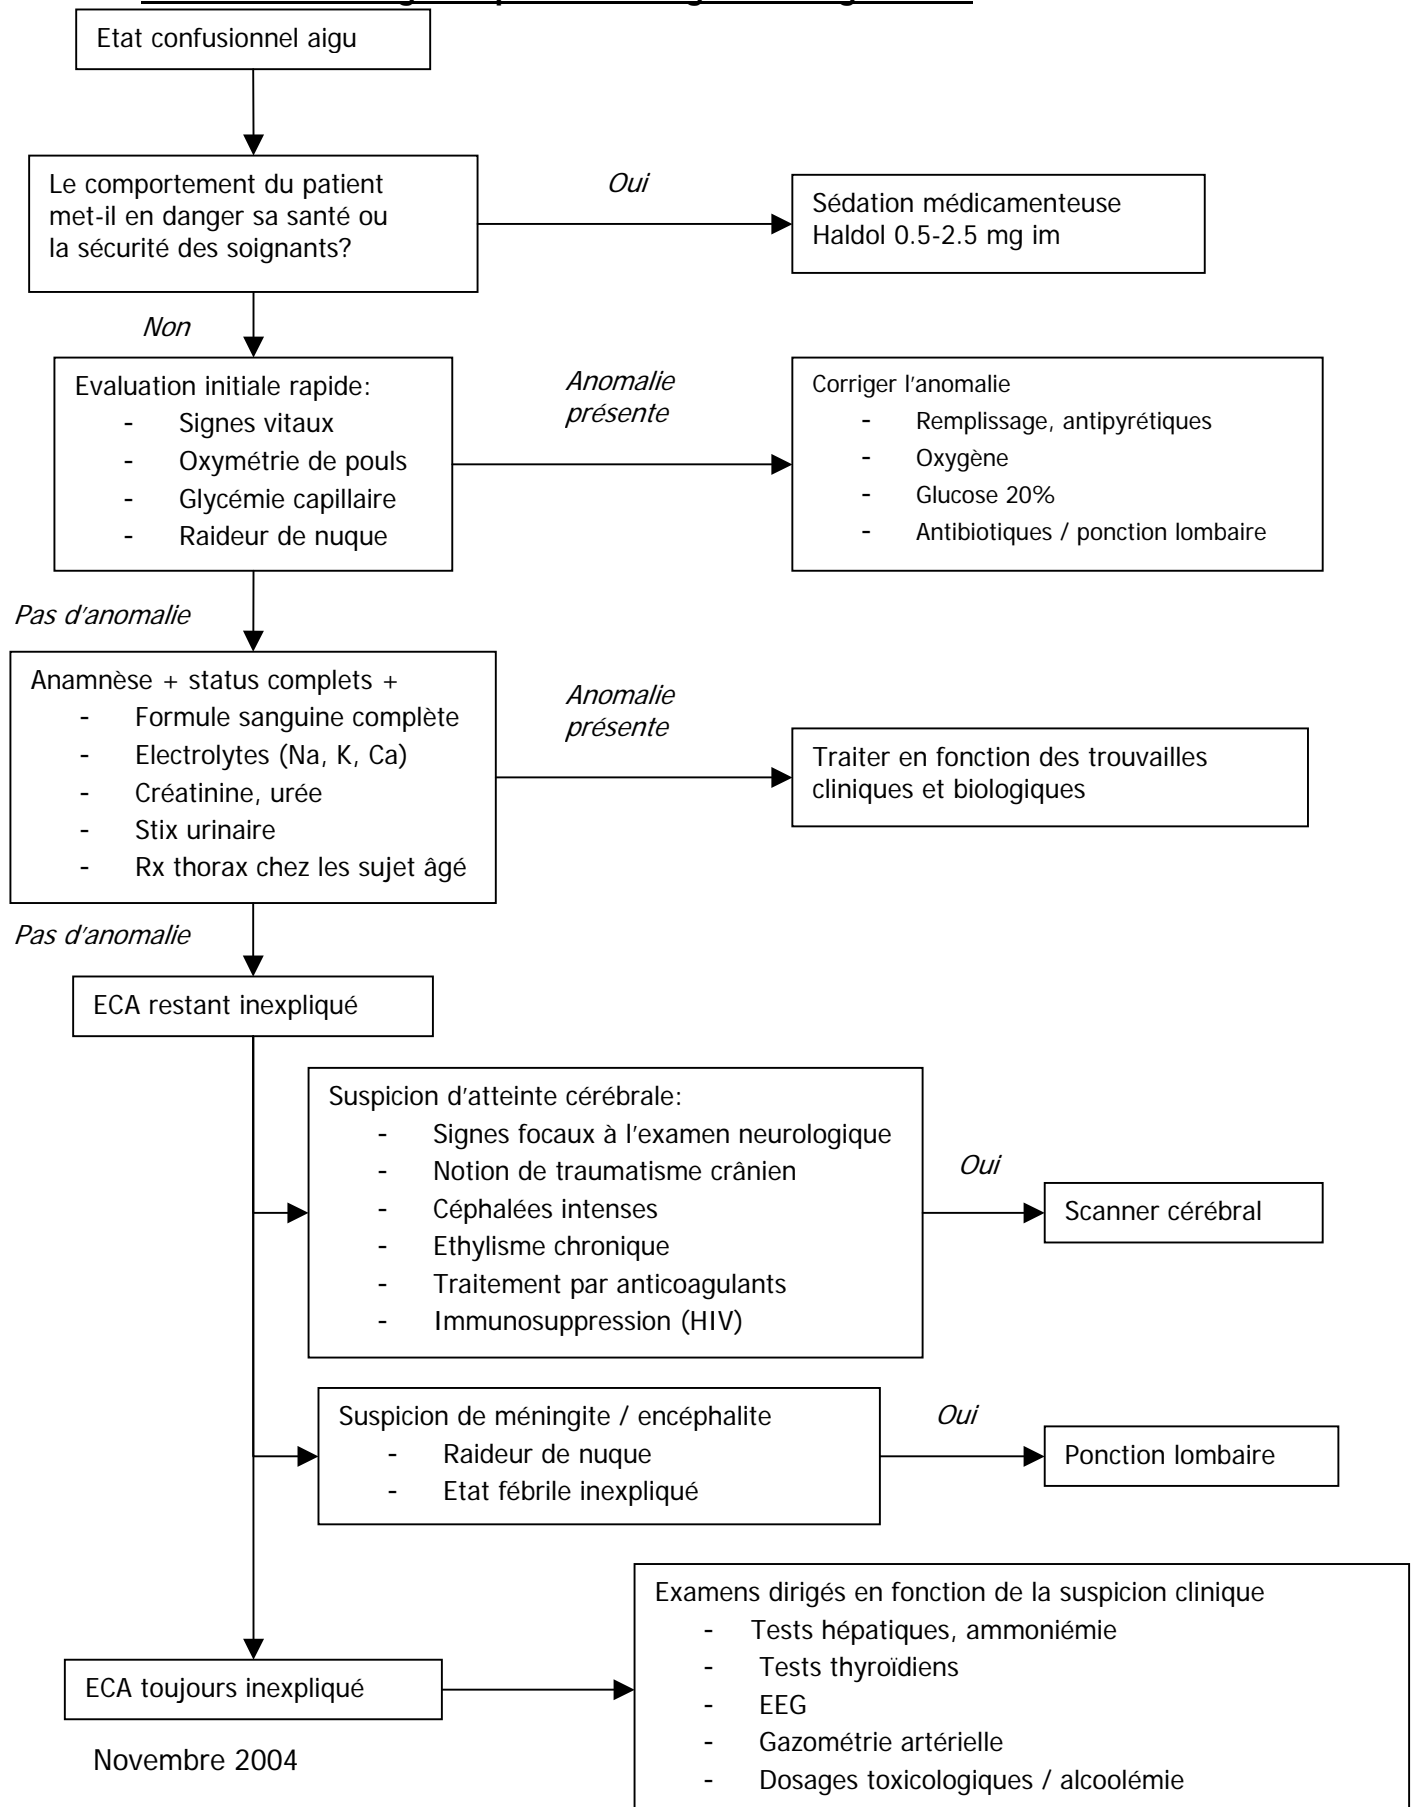 Etat confusionnel aigu
Le comportement du patient
met-il en danger sa santé ou
la sécurité des soignants?
Oui
Sédation médicamenteuse
Haldol 0.5-2.5 mg im
Non
Evaluation initiale rapide:
- Signes vitaux
- Oxymétrie de pouls
- Glycémie capillaire
- Raideur de nuque
Anomalie
présente
Corriger l'anomalie
- Remplissage, antipyrétiques
- Oxygène
- Glucose 20%
- Antibiotiques / ponction lombaire
Pas d'anomalie
Anamnèse + status complets +
- Formule sanguine complète
- Electrolytes (Na, K, Ca)
- Créatinine, urée
- Stix urinaire
- Rx thorax chez les sujet âgé
Anomalie
présente
Traiter en fonction des trouvailles
cliniques et biologiques
Pas d'anomalie
ECA restant inexpliqué
Suspicion d'atteinte cérébrale:
- Signes focaux à l'examen neurologique
- Notion de traumatisme crânien
- Céphalées intenses
- Ethylisme chronique
- Traitement par anticoagulants
- Immunosuppression (HIV)
Oui
Scanner cérébral
Suspicion de méningite / encéphalite
- Raideur de nuque
- Etat fébrile inexpliqué
Oui
Ponction lombaire
ECA toujours inexpliqué
Examens dirigés en fonction de la suspicion clinique
- Tests hépatiques, ammoniémie
- Tests thyroïdiens
- EEG
- Gazométrie artérielle
- Dosages toxicologiques / alcoolémie
Novembre 2004